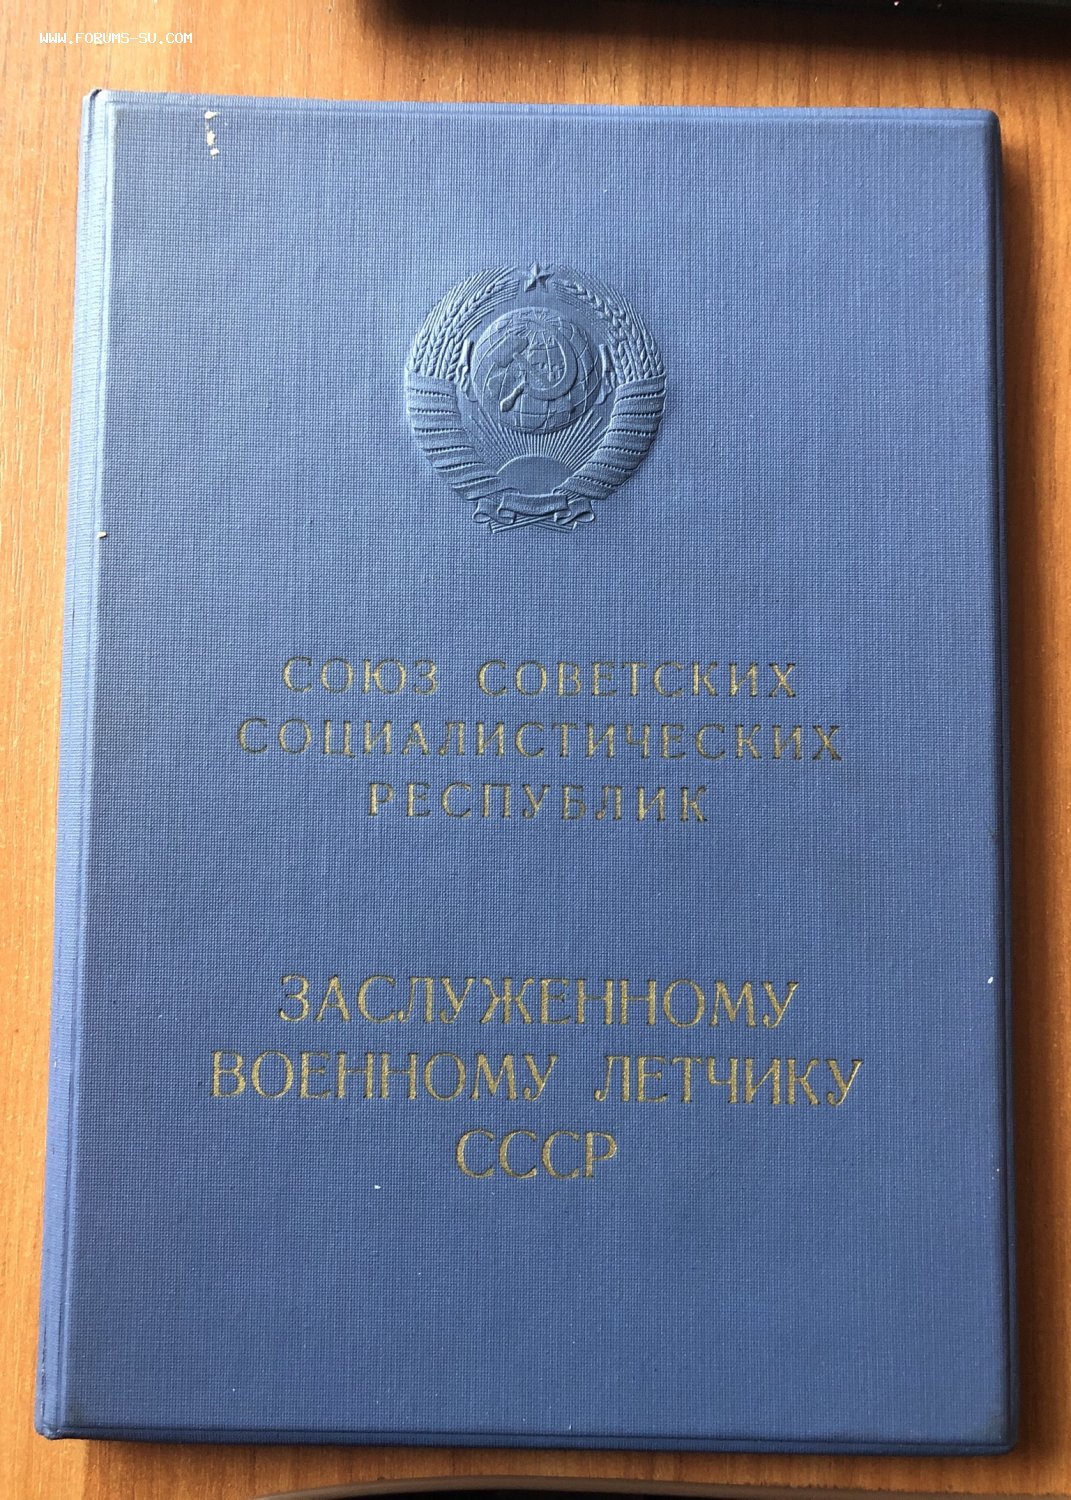 WWW.FORUMS-SU.COM
СОЮЗ СОВЕТСКИХ
СОЦИАЛИСТИЧЕСКИХ
РЕСПУБЛИК
ЗАСЛУЖЕННОМУ
ВОЕННОМУ ЛЕТЧИКУ
СССР